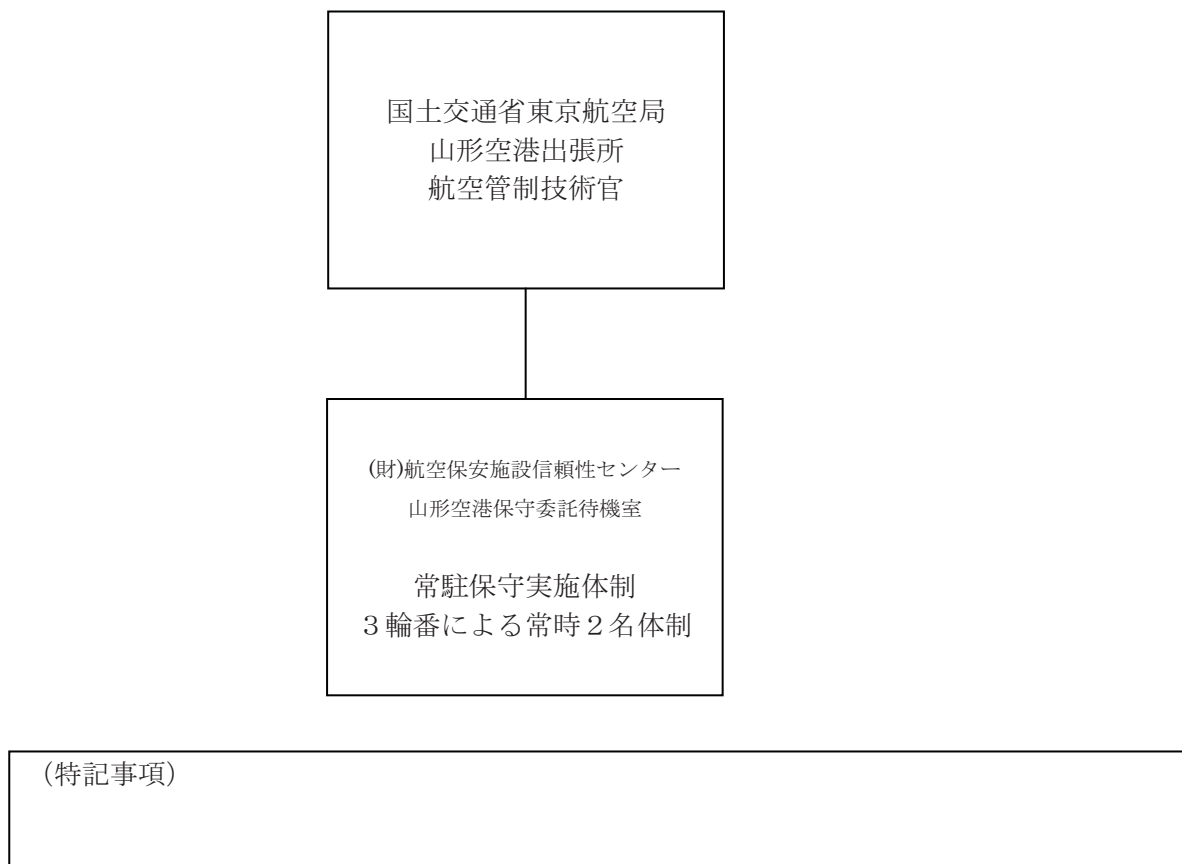 国土交通省東京航空局
山形空港出張所
航空管制技術官
(財)航空保安施設信頼性センター
山形空港保守委託待機室
常駐保守実施体制
３輪番による常時２名体制
（特記事項）